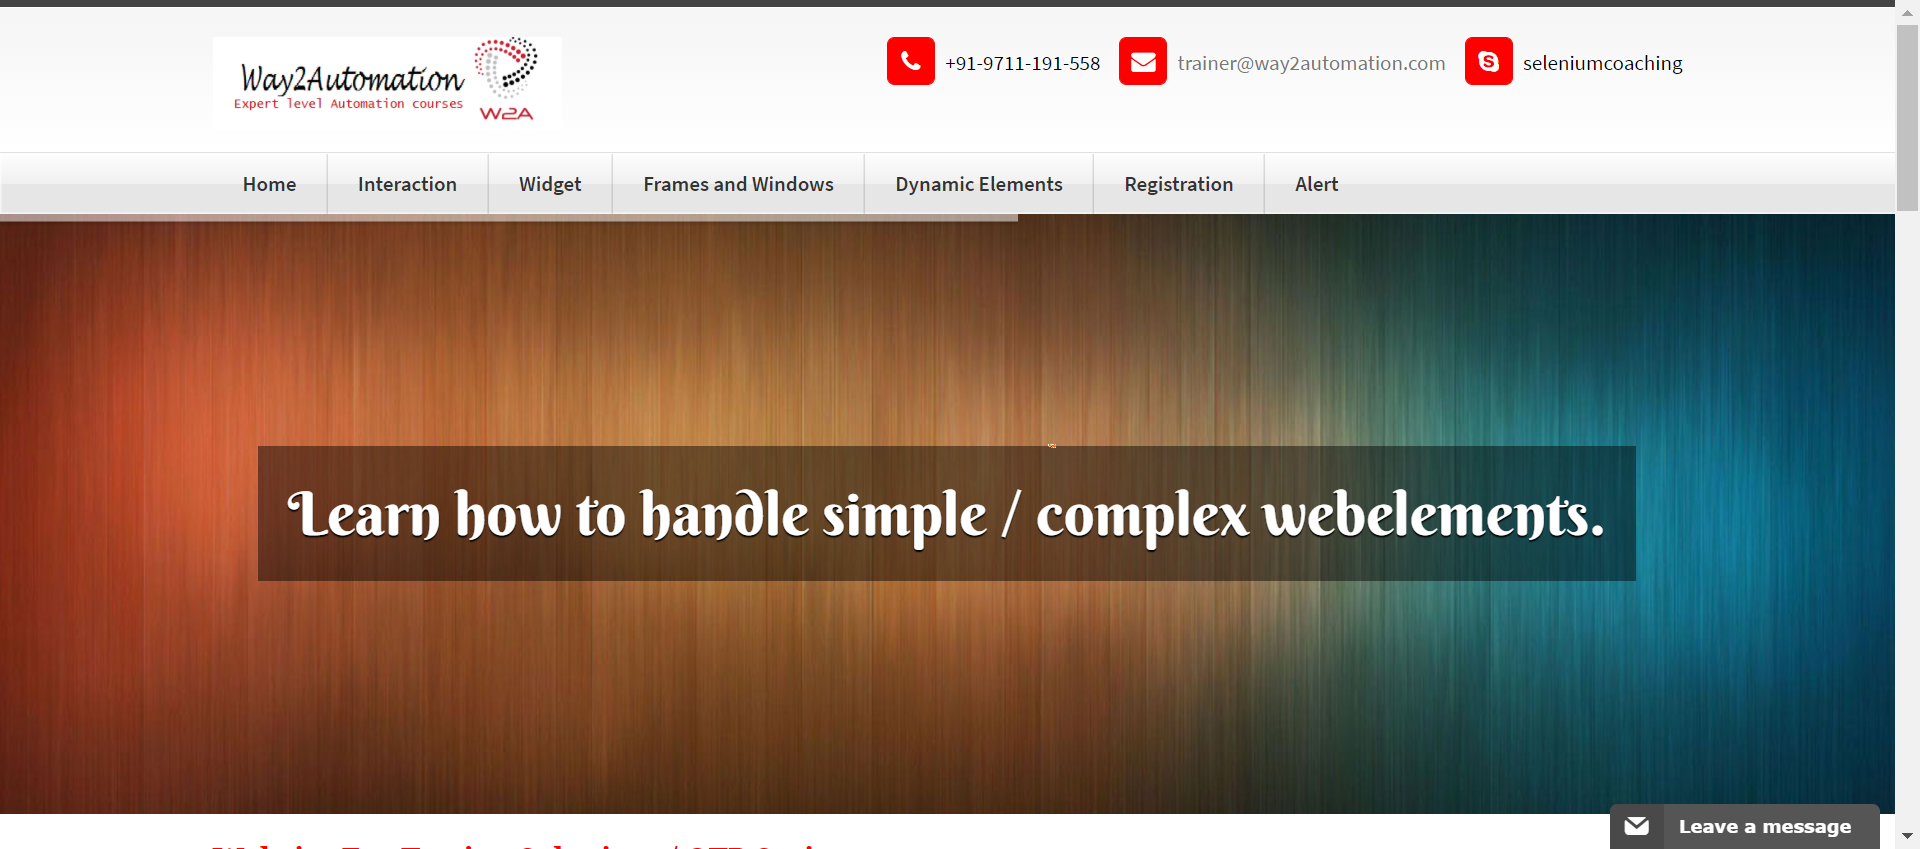 Way2Automation
Expert level Automation courses
W2A
+91-9711-191-558
trainer@way2automation.com
seleniumcoaching
Home
Interaction
Widget
Frames and Windows
Dynamic Elements
Registration
Alert
Learn how to handle simple / complex webelements.
Leave a message